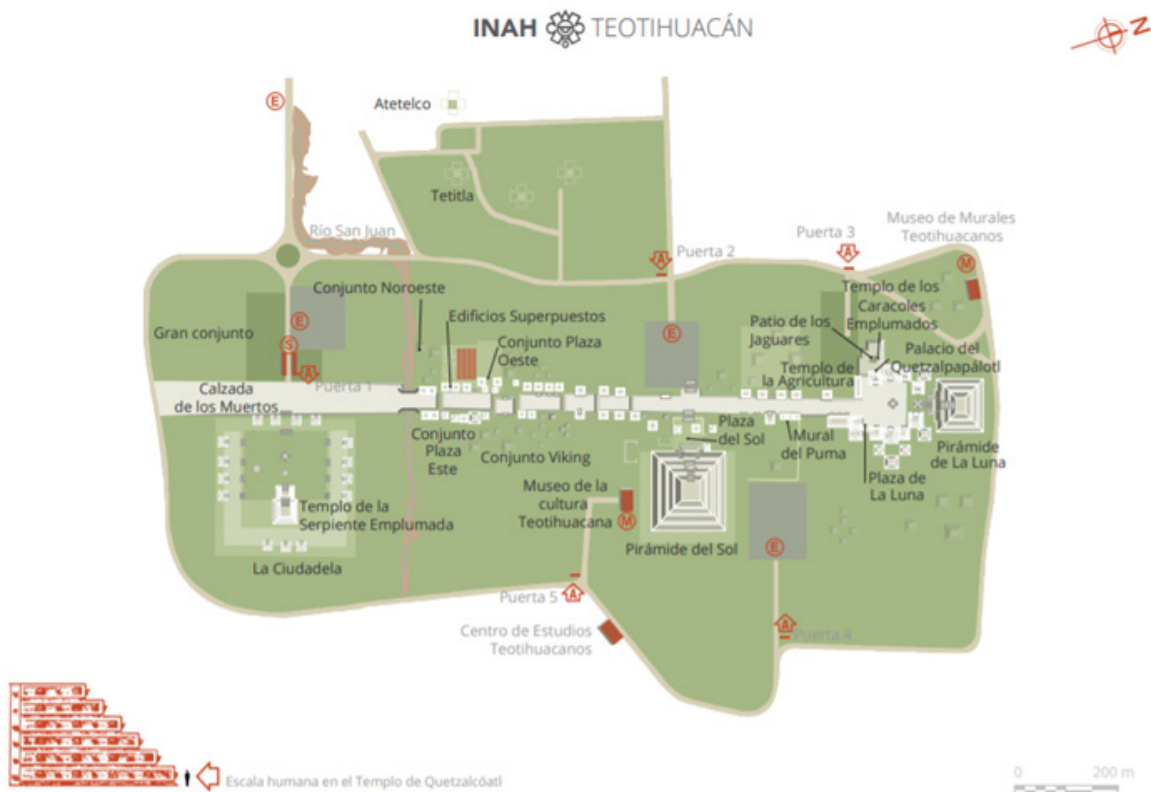 INAH TEOTIHUACÁN
N
E
Atetelco
Tetitla
Río San Juan
Puerta 2
A
Puerta 3
A
Museo de Murales
Teotihuacanos
M
Conjunto Noroeste
Gran conjunto
E
S
A
Puerta 1
Edificios Superpuestos
Conjunto Plaza
Oeste
E
Templo de los
Caracoles
Emplumados
Patio de los
Jaguares
Palacio del
Quetzalpapálotl
Templo de
la Agricultura
Calzada
de los Muertos
Conjunto
Plaza
Este
Conjunto Viking
Plaza
del Sol
Mural
del Puma
Plaza de
La Luna
Pirámide
de La Luna
Museo de la
cultura
Teotihuacana
M
Templo de la
Serpiente Emplumada
La Ciudadela
Pirámide del Sol
E
Puerta 5
A
Centro de Estudios
Teotihuacanos
A
Puerta 4
Escala humana en el Templo de Quetzalcóatl
0 200 m